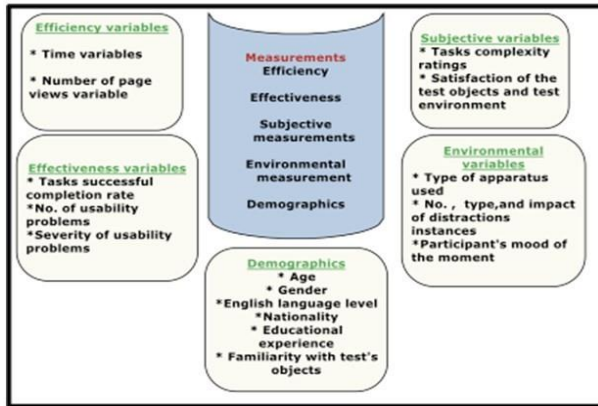 Efficiency variables
* Time variables
* Number of page
views variable
Effectiveness variables
* Tasks successful
completion rate
*No. of usability
problems
*Severity of usability
problems
Measurements
Efficiency
Effectiveness
Subjective
measurements
Environmental
measurement
Demographics
Subjective variables
* Tasks complexity
ratings
* Satisfaction of the
test objects and test
environment
Environmental
variables
* Type of apparatus
used
* No. , type,and impact
of distractions
instances
*Participant's mood of
the moment
Demographics
* Age
* Gender
*English language level
*Nationality
* Educational
experience
* Familiarity with test's
objects